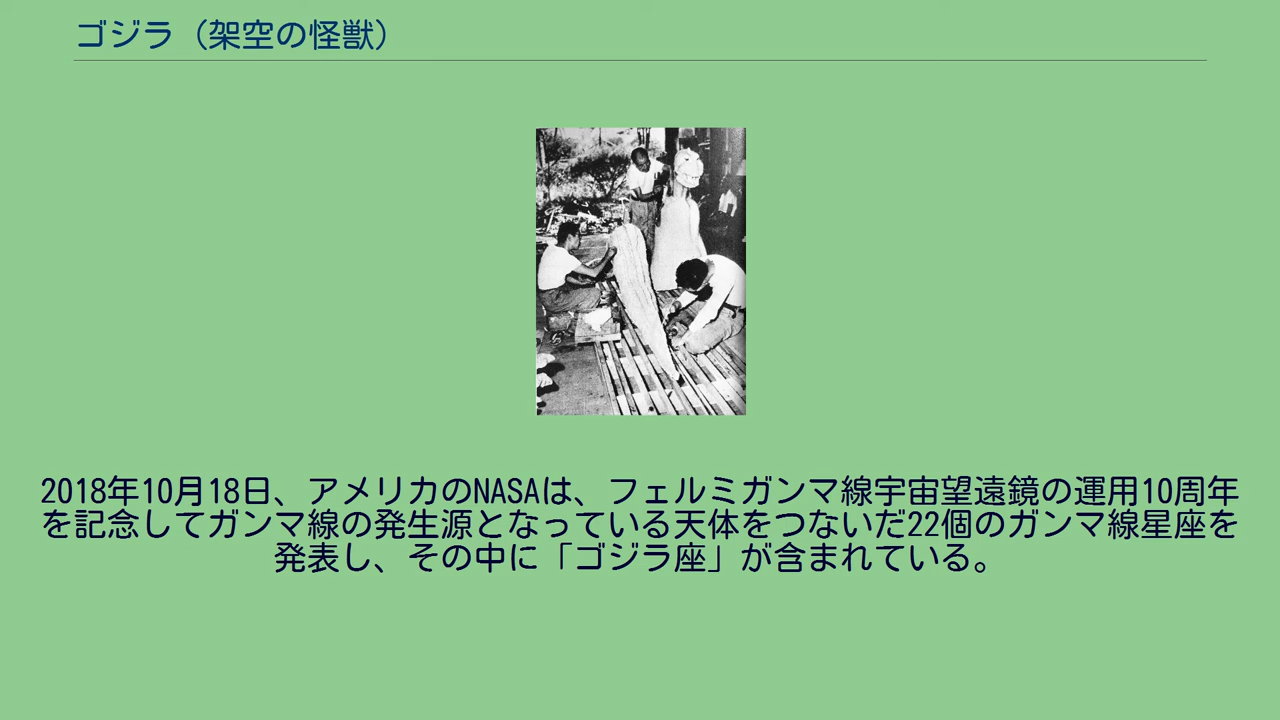 ゴジラ（架空の怪獣）
2018年10月18日、アメリカのNASAは、フェルミガンマ線宇宙望遠鏡の運用10周年
を記念してガンマ線の発生源となっている天体をつないだ22個のガンマ線星座を
発表し、その中に「ゴジラ座」が含まれている。